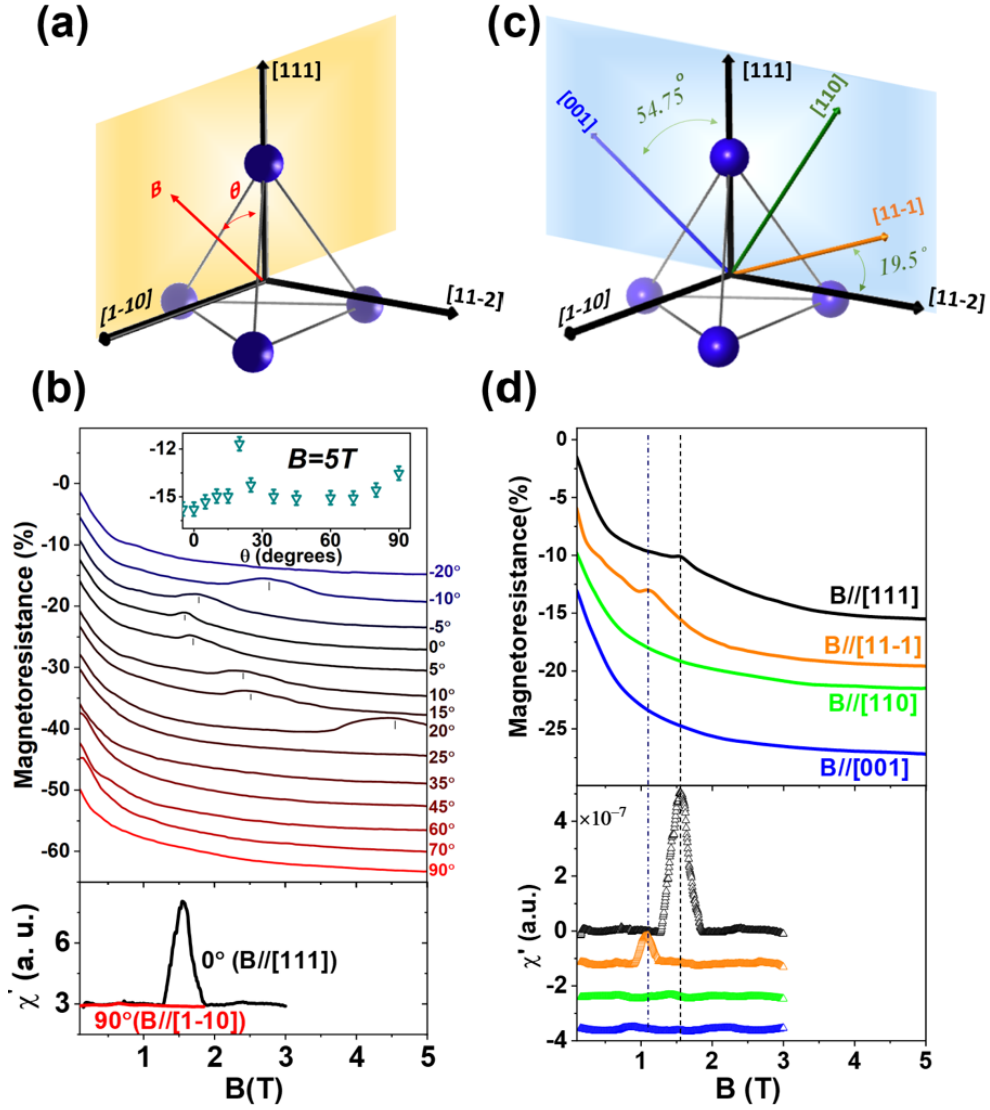 (a)
[111]
B
θ
[1-10]
[11-2]
(c)
[111]
[001]
54.75°
[110]
[11-1]
19.5°
[1-10]
[11-2]
(b)
Magnetoresistance (%)
-0
-10
-20
-30
-40
-50
-60
-12
-15
B=5T
0 30 60 90
θ (degrees)
-20°
-10°
-5°
0°
5°
10°
15°
20°
25°
35°
45°
60°
70°
90°
χ' (a. u.)
6
3
0° (B//[111])
90°(B//[1-10])
1 2 3 4 5
B(T)
(d)
Magnetoresistance(%)
0
-5
-10
-15
-20
-25
B//[111]
B//[11-1]
B//[110]
B//[001]
χ' (a.u.)
×10⁻⁷
4
2
0
-2
-4
1 2 3 4 5
B (T)